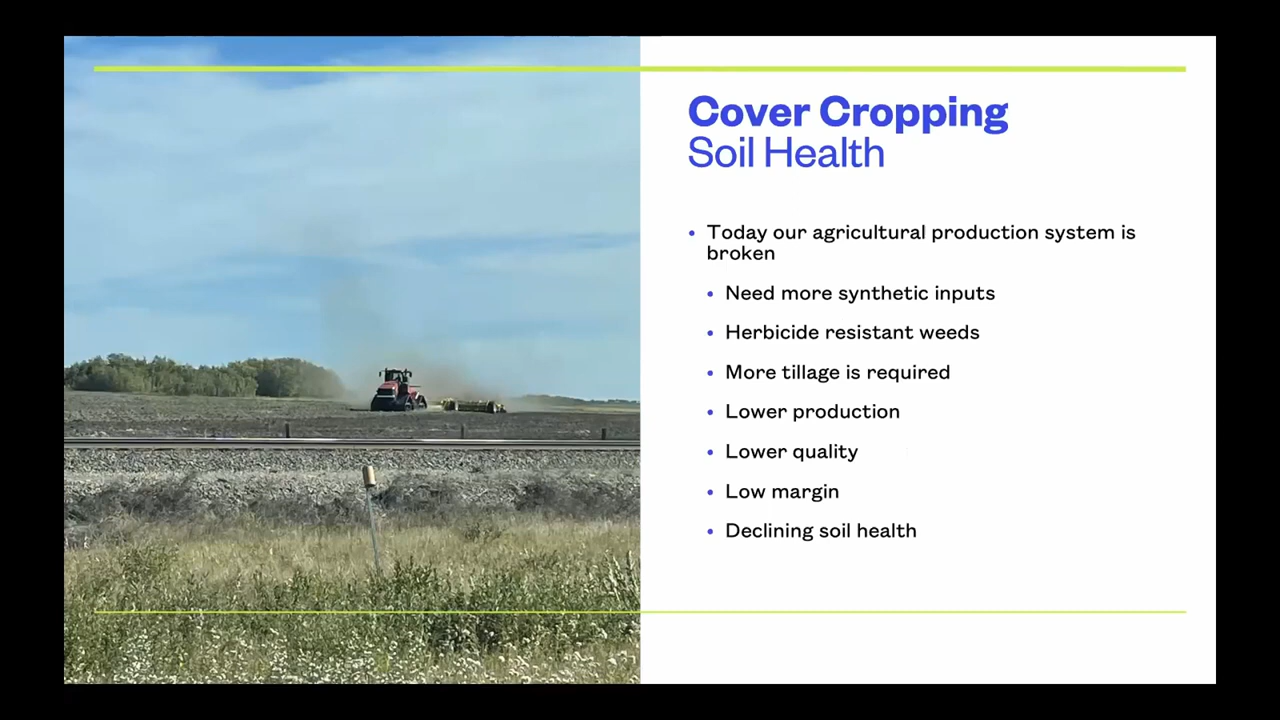 Cover Cropping
Soil Health
• Today our agricultural production system is
broken
• Need more synthetic inputs
• Herbicide resistant weeds
• More tillage is required
• Lower production
• Lower quality
• Low margin
• Declining soil health